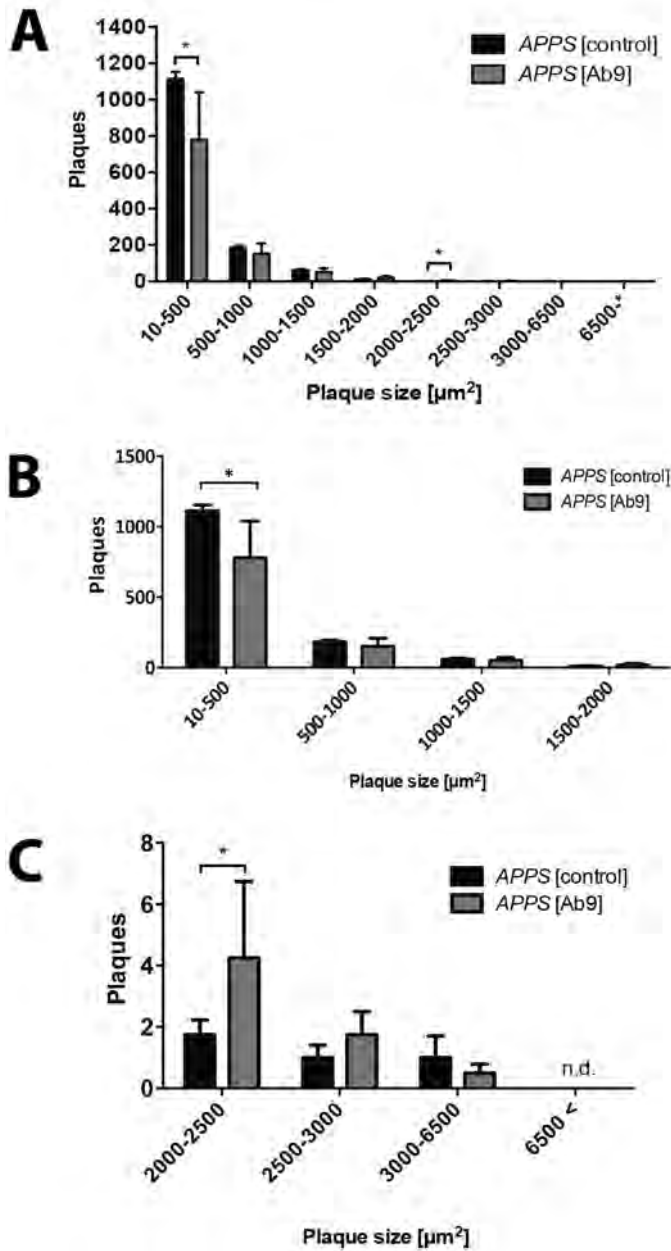 A
1400
1200
1000
800
600
400
200
0
Plaques
*
*
APPS [control]
APPS [Ab9]
10-500
500-1000
1000-1500
1500-2000
2000-2500
2500-3000
3000-6500
6500-*
Plaque size [µm²]
B
1500
1000
500
0
Plaques
*
APPS [control]
APPS [Ab9]
10-500
500-1000
1000-1500
1500-2000
Plaque size [µm²]
C
8
6
4
2
0
Plaques
*
APPS [control]
APPS [Ab9]
n.d.
2000-2500
2500-3000
3000-6500
6500 <
Plaque size [µm²]